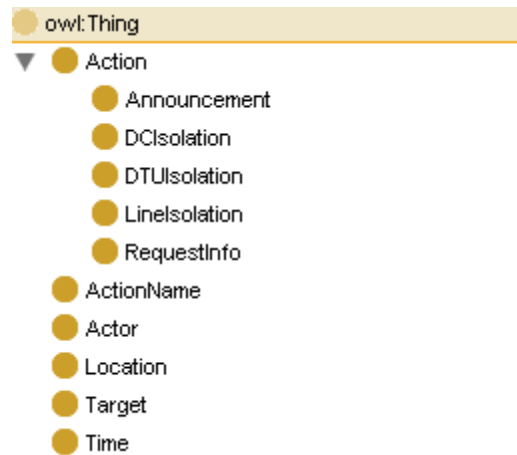 owl:Thing
Action
Announcement
DCIsolation
DTUIsolation
LineIsolation
RequestInfo
ActionName
Actor
Location
Target
Time